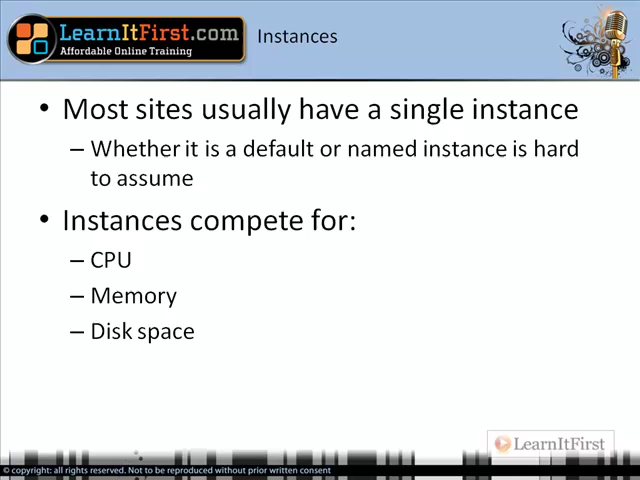 LearnItFirst.com
Affordable Online Training
Instances
• Most sites usually have a single instance
– Whether it is a default or named instance is hard
to assume
• Instances compete for:
– CPU
– Memory
– Disk space
LearnItFirst
© copyright: all rights reserved. Not to be reproduced without prior written consent